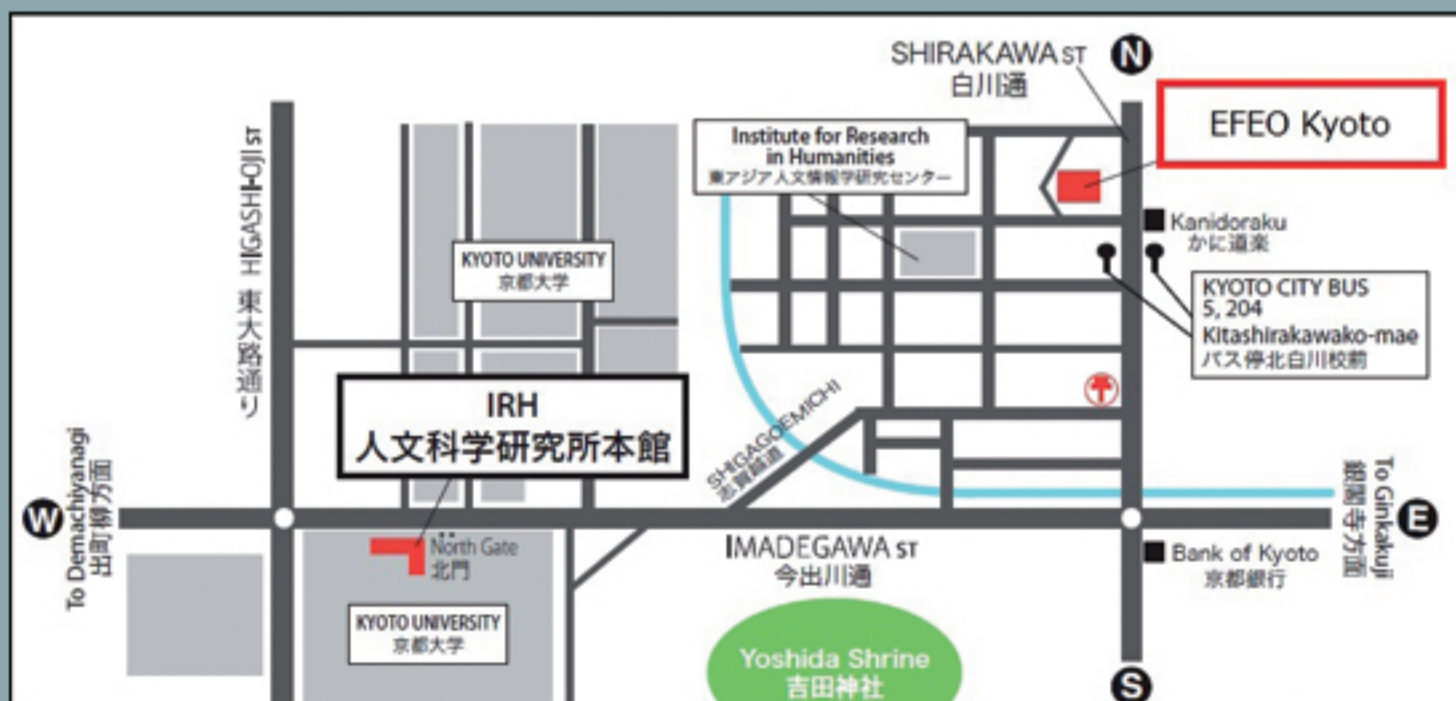 SHIRAKAWA ST
白川通
N
EFEO Kyoto
Institute for Research
in Humanities
東アジア人文情報学研究センター
HIGASHI-OJI ST
東大路通り
KYOTO UNIVERSITY
京都大学
Kanidoraku
かに道楽
KYOTO CITY BUS
5, 204
Kitashirakawako-mae
バス停北白川校前
IRH
人文科学研究所本館
SHIGAGOEMICHI
志賀越道
W
To Demachiyanagi
出町柳方面
To Ginkakuji
銀閣寺方面
E
North Gate
北門
IMADEGAWA ST
今出川通
Bank of Kyoto
京都銀行
KYOTO UNIVERSITY
京都大学
Yoshida Shrine
吉田神社
S